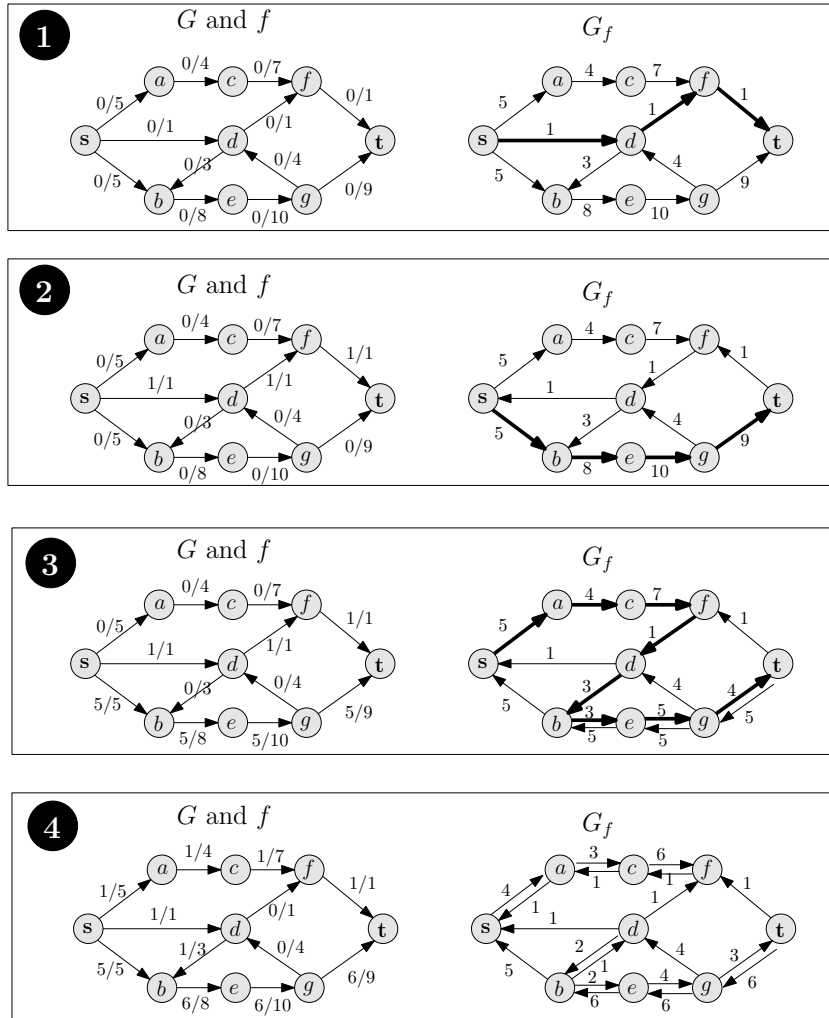 1
G and f
G_f
0/4 0/7
a c f
0/5 0/1
s 0/1 d 0/1 t
0/5 0/3 0/4 0/9
b e g
0/8 0/10
4 7
a c f
5 1 1
s 1 d t
5 3 4 9
b e g
8 10
2
G and f
G_f
0/4 0/7
a c f
0/5 1/1
s 1/1 d 1/1 t
0/5 0/3 0/4 0/9
b e g
0/8 0/10
4 7
a c f
5 1 1
s 1 d t
5 3 4 9
b e g
8 10
3
G and f
G_f
0/4 0/7
a c f
0/5 1/1
s 1/1 d 1/1 t
5/5 0/3 0/4 5/9
b e g
5/8 5/10
4 7
a c f
5 1 1
s 1 d t
5 3 4 4 5
b 3 e 5 g
5 5
4
G and f
G_f
1/4 1/7
a c f
1/5 1/1
s 1/1 d 0/1 t
5/5 1/3 0/4 6/9
b e g
6/8 6/10
3 6
a c f
1 1
4 1 1 1
s 1 d t
5 2 1 4 3 6
b 2 e 4 g
6 6